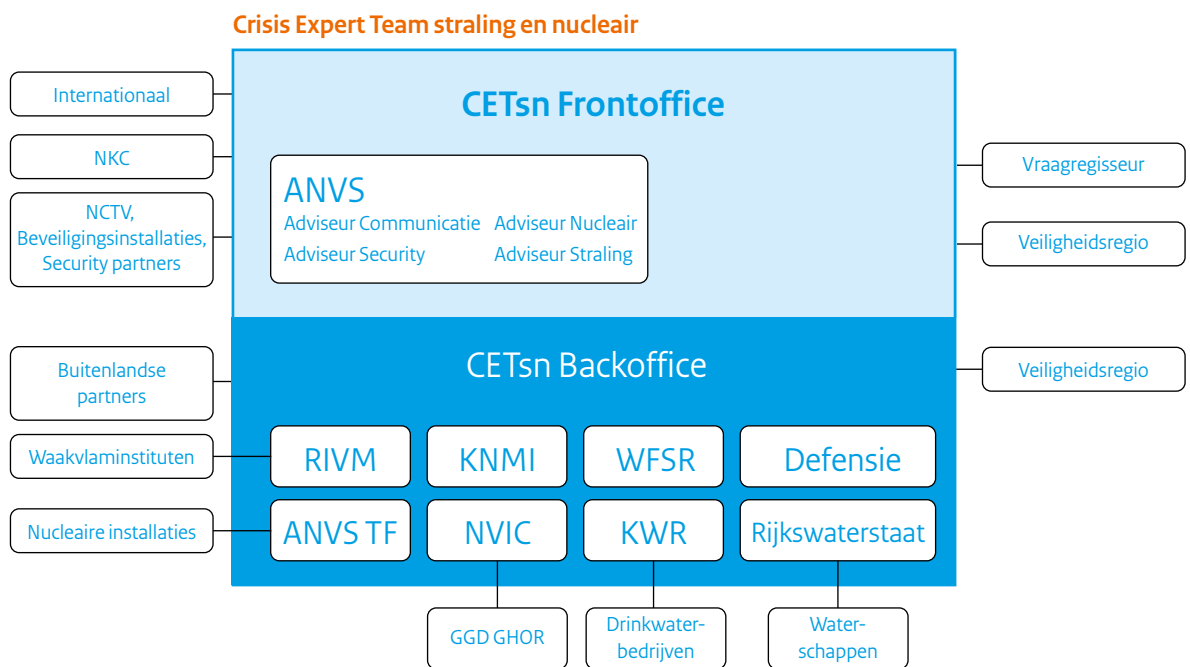 Crisis Expert Team straling en nucleair
CETsn Frontoffice
Internationaal
NKC
NCTV,
Beveiligingsinstallaties,
Security partners
ANVS
Adviseur Communicatie Adviseur Nucleair
Adviseur Security Adviseur Straling
Vraagregisseur
Veiligheidsregio
CETsn Backoffice
Buitenlandse
partners
Veiligheidsregio
Waakvlaminstituten
RIVM KNMI WFSR Defensie
Nucleaire installaties
ANVS TF NVIC KWR Rijkswaterstaat
GGD GHOR
Drinkwater-
bedrijven
Water-
schappen